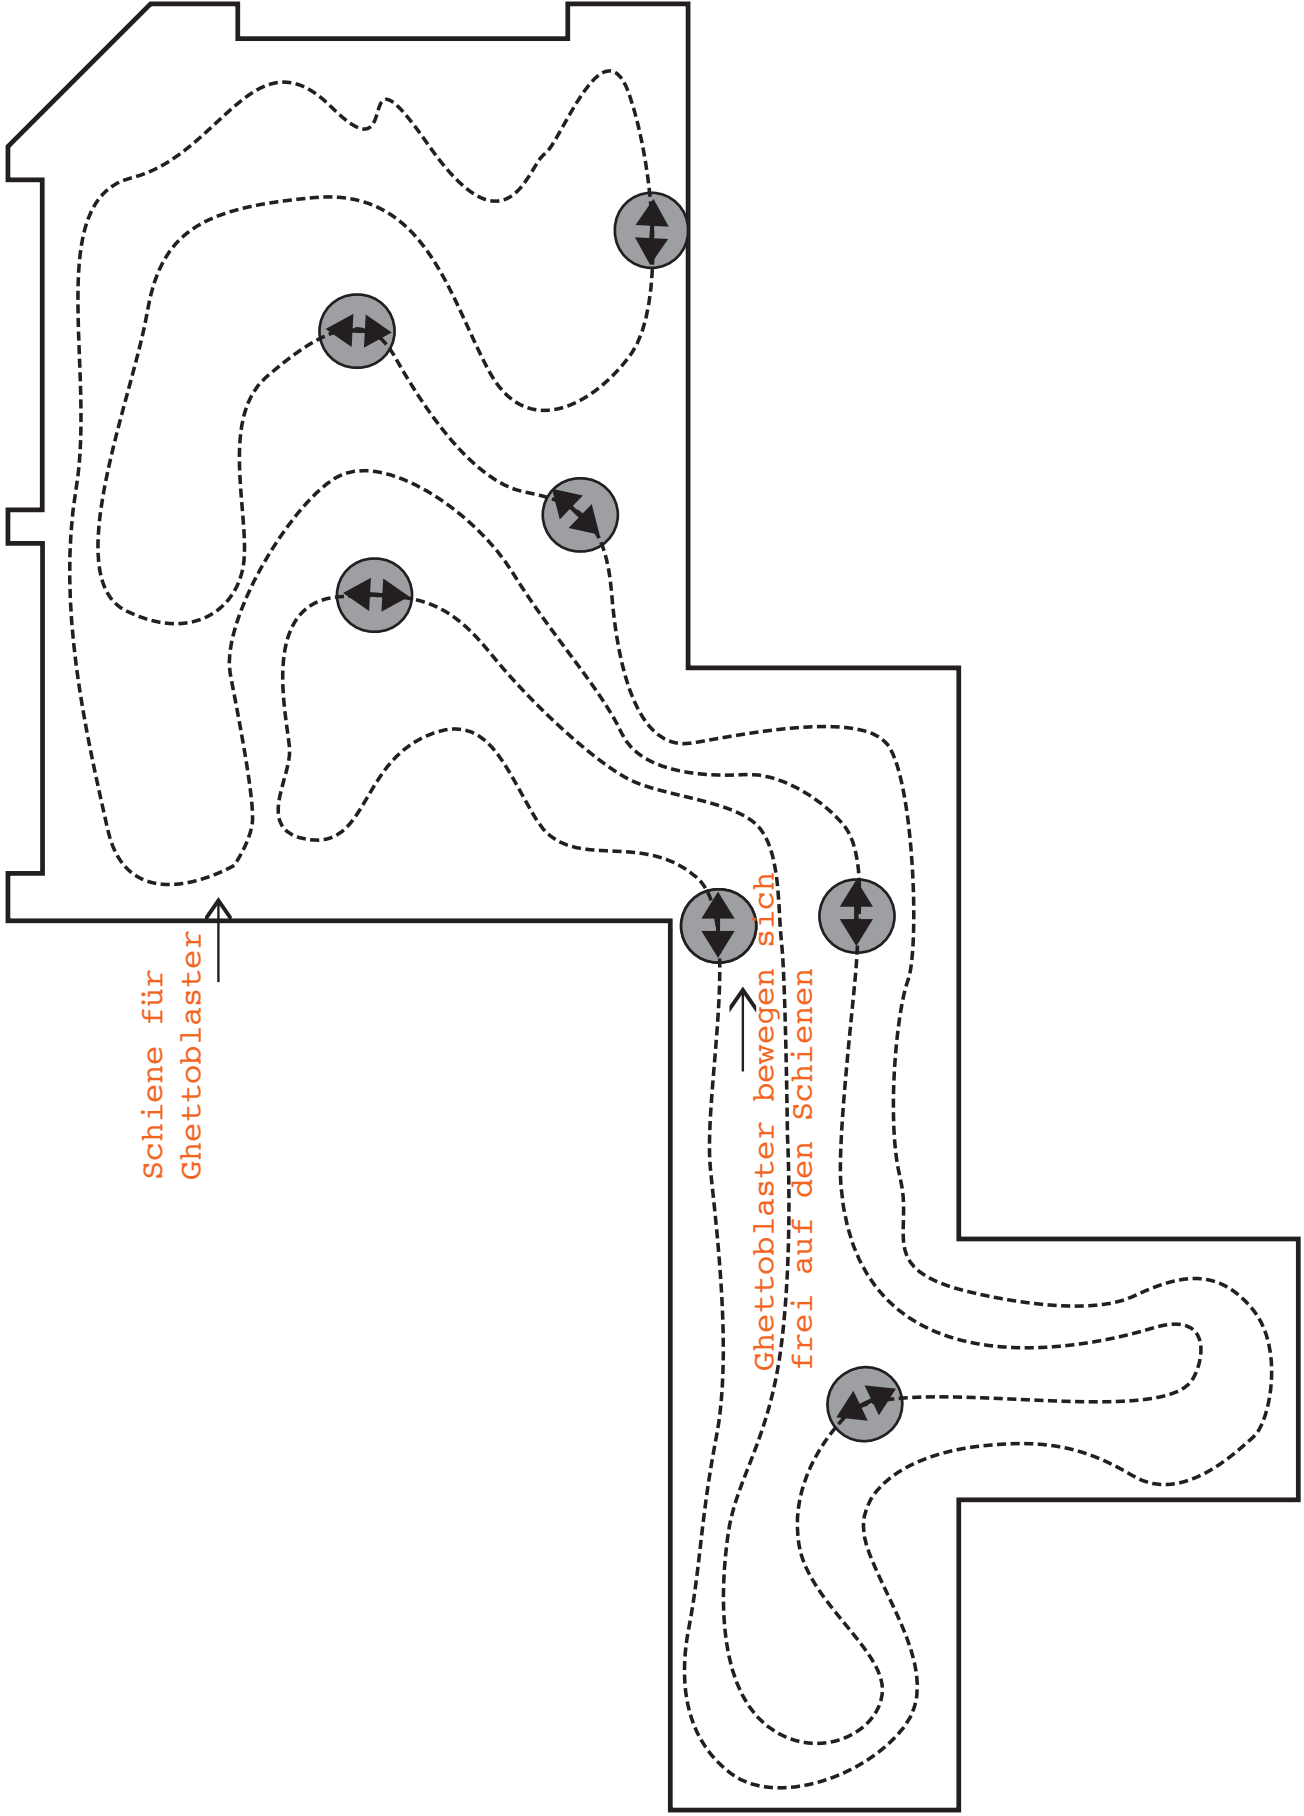 Schiene für
Ghettoblaster
Ghettoblaster bewegen sich
frei auf den Schienen